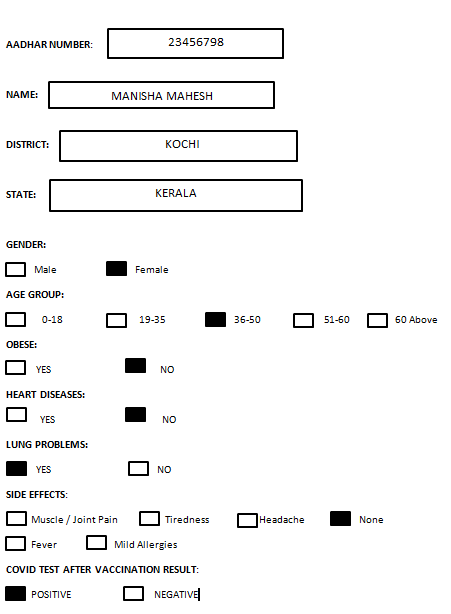 AADHAR NUMBER: 23456798
NAME: MANISHA MAHESH
DISTRICT: KOCHI
STATE: KERALA
GENDER:
Male Female
AGE GROUP:
0-18 19-35 36-50 51-60 60 Above
OBESE:
YES NO
HEART DISEASES:
YES NO
LUNG PROBLEMS:
YES NO
SIDE EFFECTS:
Muscle / Joint Pain Tiredness Headache None
Fever Mild Allergies
COVID TEST AFTER VACCINATION RESULT:
POSITIVE NEGATIVE